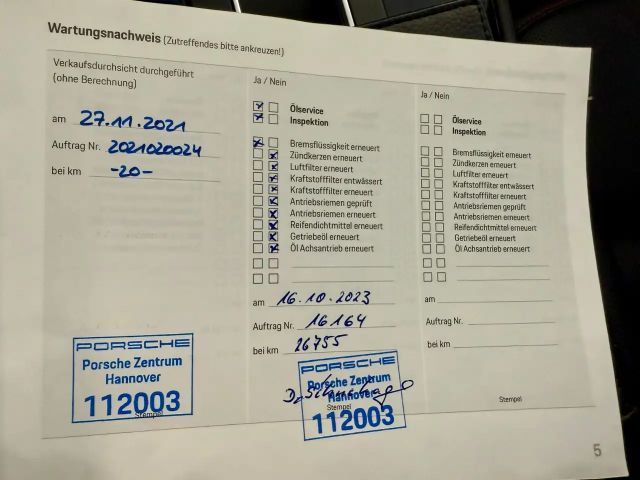 Wartungsnachweis (Zutreffendes bitte ankreuzen!)
Verkaufsdurchsicht durchgeführt
(ohne Berechnung)
am 27.11.2021
Auftrag Nr. 2021020024
bei km -20-
PORSCHE
Porsche Zentrum
Hannover
112003
Stempel
Ja / Nein
Ölservice
Inspektion
Bremsflüssigkeit erneuert
Zündkerzen erneuert
Luftfilter erneuert
Kraftstofffilter entwässert
Kraftstofffilter erneuert
Antriebsriemen geprüft
Antriebsriemen erneuert
Reifendichtmittel erneuert
Getriebeöl erneuert
Öl Achsantrieb erneuert
am 16.10.2023
Auftrag Nr. 16164
bei km 26755
PORSCHE
Porsche Zentrum
Hannover
Stempel
112003
Ja / Nein
Ölservice
Inspektion
Bremsflüssigkeit erneuert
Zündkerzen erneuert
Luftfilter erneuert
Kraftstofffilter entwässert
Kraftstofffilter erneuert
Antriebsriemen geprüft
Antriebsriemen erneuert
Reifendichtmittel erneuert
Getriebeöl erneuert
Öl Achsantrieb erneuert
am
Auftrag Nr.
bei km
Stempel
5